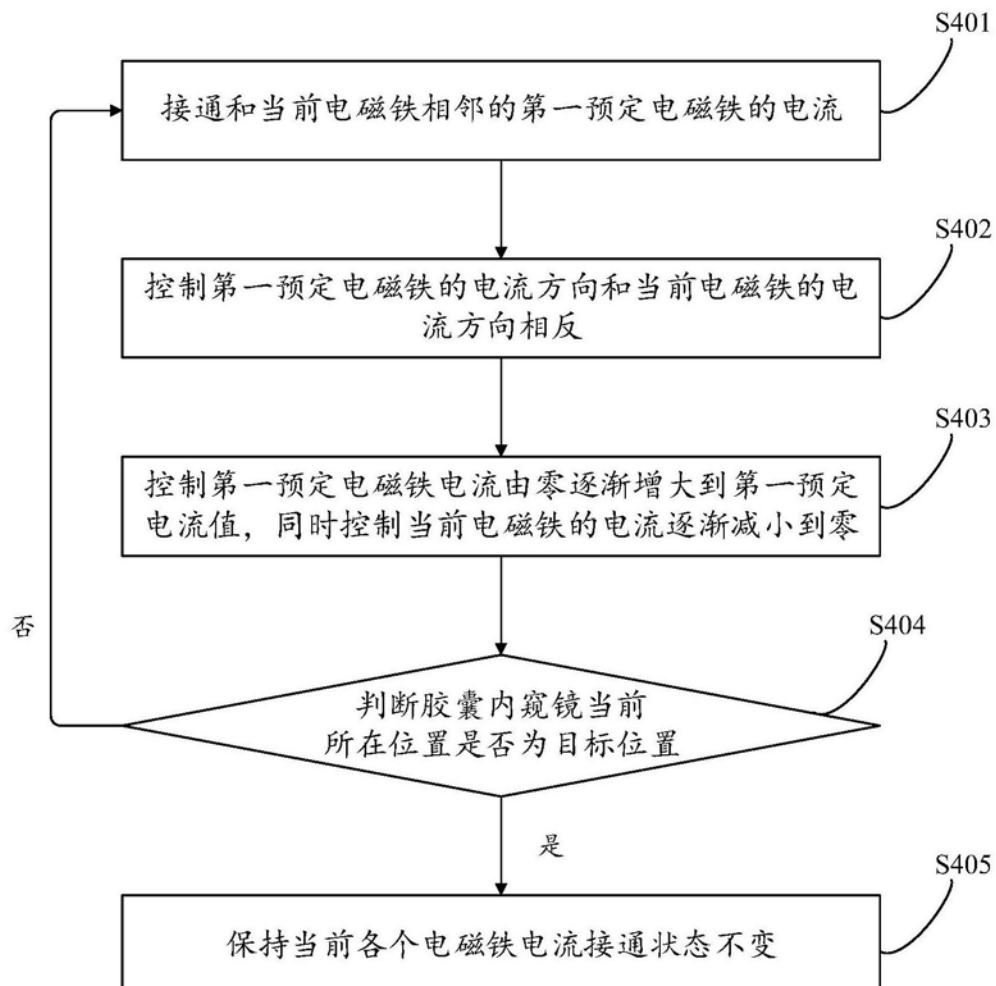 S401
接通和当前电磁铁相邻的第一预定电磁铁的电流
S402
控制第一预定电磁铁的电流方向和当前电磁铁的电
流方向相反
S403
控制第一预定电磁铁电流由零逐渐增大到第一预定
电流值，同时控制当前电磁铁的电流逐渐减小到零
否
S404
判断胶囊内窥镜当前
所在位置是否为目标位置
是
S405
保持当前各个电磁铁电流接通状态不变